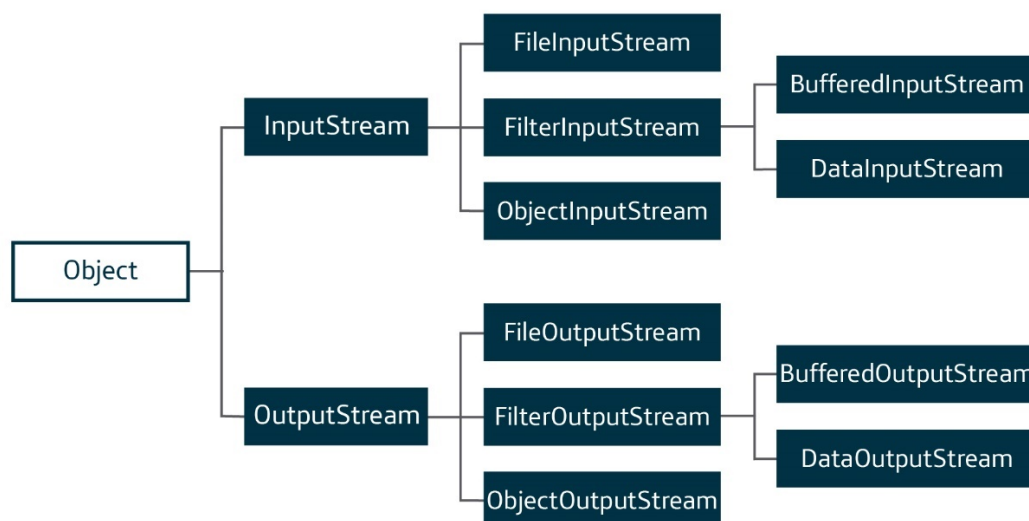 FileInputStream
BufferedInputStream
InputStream
FilterInputStream
DataInputStream
ObjectInputStream
Object
FileOutputStream
BufferedOutputStream
OutputStream
FilterOutputStream
DataOutputStream
ObjectOutputStream